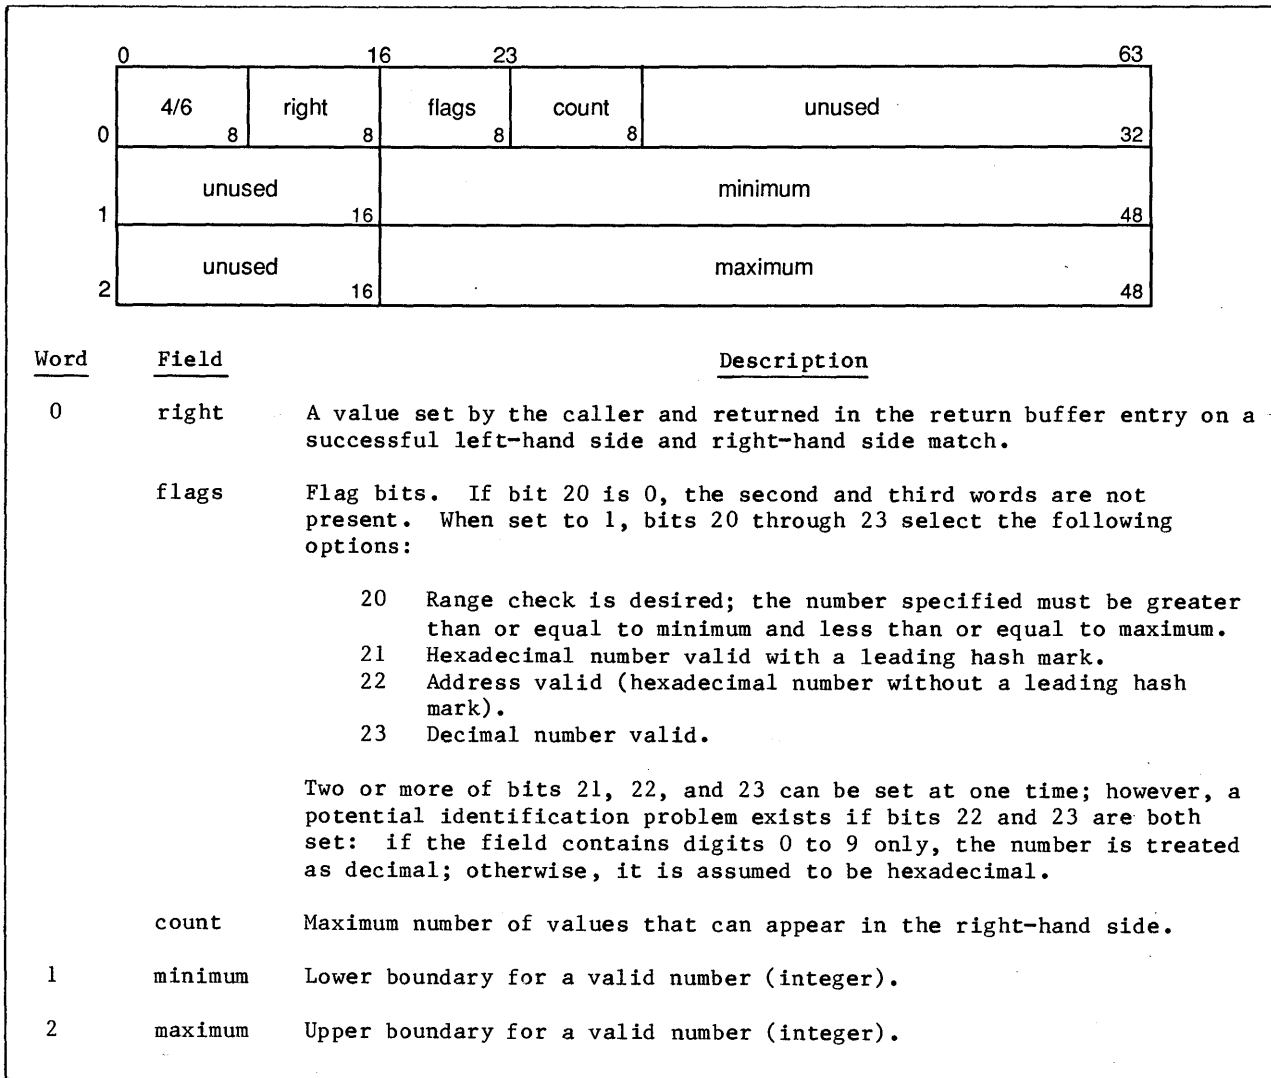 0 16 23 63
4/6 right flags count unused
0 8 8 8 8 32
unused minimum
1 16 48
unused maximum
2 16 48
Word Field Description
0 right A value set by the caller and returned in the return buffer entry on a
successful left-hand side and right-hand side match.
flags Flag bits. If bit 20 is 0, the second and third words are not
present. When set to 1, bits 20 through 23 select the following
options:
20 Range check is desired; the number specified must be greater
than or equal to minimum and less than or equal to maximum.
21 Hexadecimal number valid with a leading hash mark.
22 Address valid (hexadecimal number without a leading hash
mark).
23 Decimal number valid.
Two or more of bits 21, 22, and 23 can be set at one time; however, a
potential identification problem exists if bits 22 and 23 are both
set: if the field contains digits 0 to 9 only, the number is treated
as decimal; otherwise, it is assumed to be hexadecimal.
count Maximum number of values that can appear in the right-hand side.
1 minimum Lower boundary for a valid number (integer).
2 maximum Upper boundary for a valid number (integer).